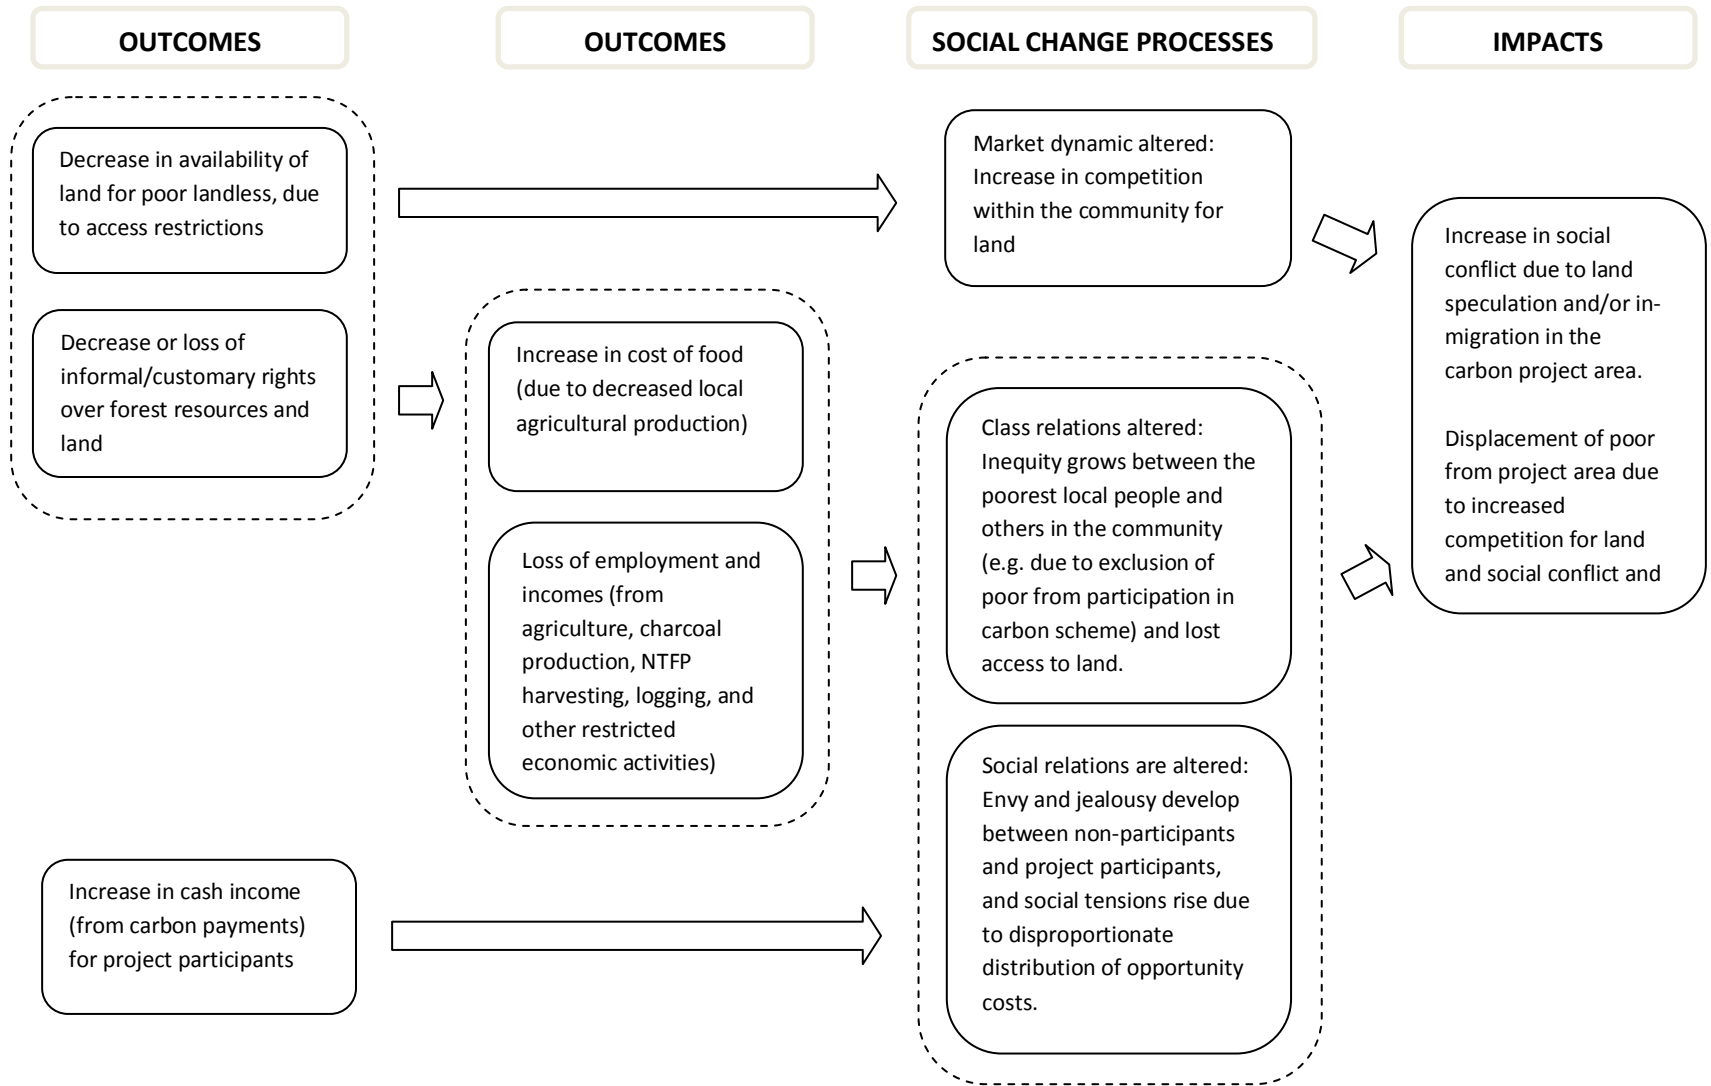 OUTCOMES
OUTCOMES
SOCIAL CHANGE PROCESSES
IMPACTS
Decrease in availability of
land for poor landless, due
to access restrictions
Decrease or loss of
informal/customary rights
over forest resources and
land
Increase in cash income
(from carbon payments)
for project participants
Increase in cost of food
(due to decreased local
agricultural production)
Loss of employment and
incomes (from
agriculture, charcoal
production, NTFP
harvesting, logging, and
other restricted
economic activities)
Market dynamic altered:
Increase in competition
within the community for
land
Class relations altered:
Inequity grows between the
poorest local people and
others in the community
(e.g. due to exclusion of
poor from participation in
carbon scheme) and lost
access to land.
Social relations are altered:
Envy and jealousy develop
between non-participants
and project participants,
and social tensions rise due
to disproportionate
distribution of opportunity
costs.
Increase in social
conflict due to land
speculation and/or in-
migration in the
carbon project area.
Displacement of poor
from project area due
to increased
competition for land
and social conflict and